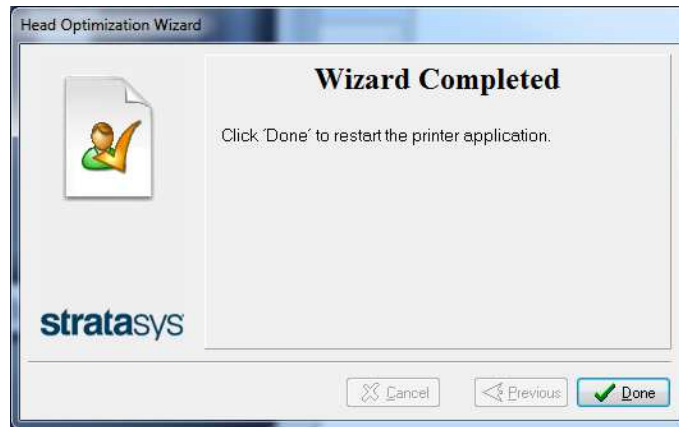 Head Optimization Wizard
Wizard Completed
Click ´Done´ to restart the printer application.
stratasys
Cancel
Previous
Done